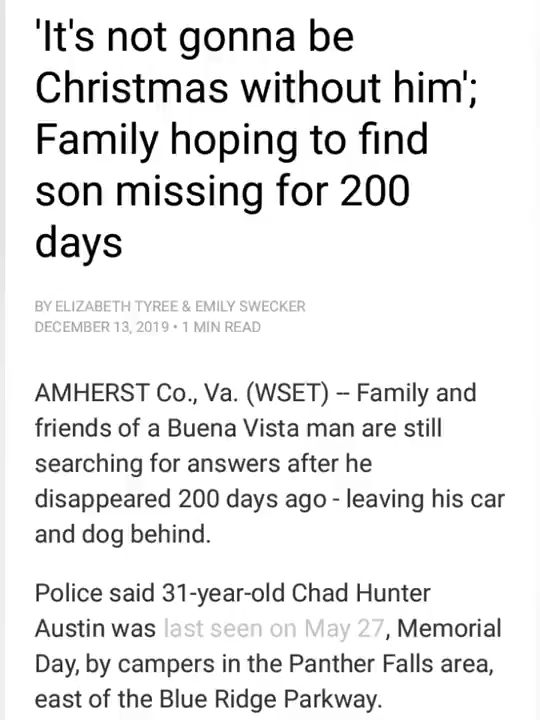 'It's not gonna be
Christmas without him';
Family hoping to find
son missing for 200
days
BY ELIZABETH TYREE & EMILY SWECKER
DECEMBER 13, 2019 • 1 MIN READ
AMHERST Co., Va. (WSET) -- Family and
friends of a Buena Vista man are still
searching for answers after he
disappeared 200 days ago - leaving his car
and dog behind.
Police said 31-year-old Chad Hunter
Austin was last seen on May 27, Memorial
Day, by campers in the Panther Falls area,
east of the Blue Ridge Parkway.